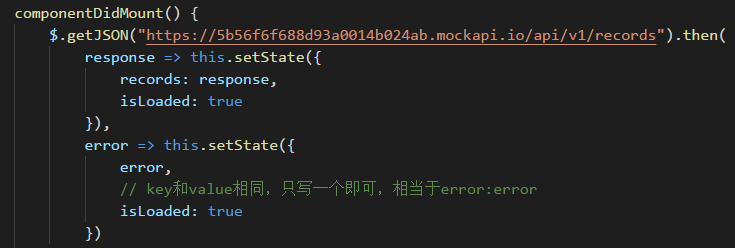 componentDidMount() {
$.getJSON("https://5b56f6f688d93a0014b024ab.mockapi.io/api/v1/records").then(
response => this.setState({
records: response,
isLoaded: true
}),
error => this.setState({
error,
// key和value相同，只写一个即可，相当于error:error
isLoaded: true
})